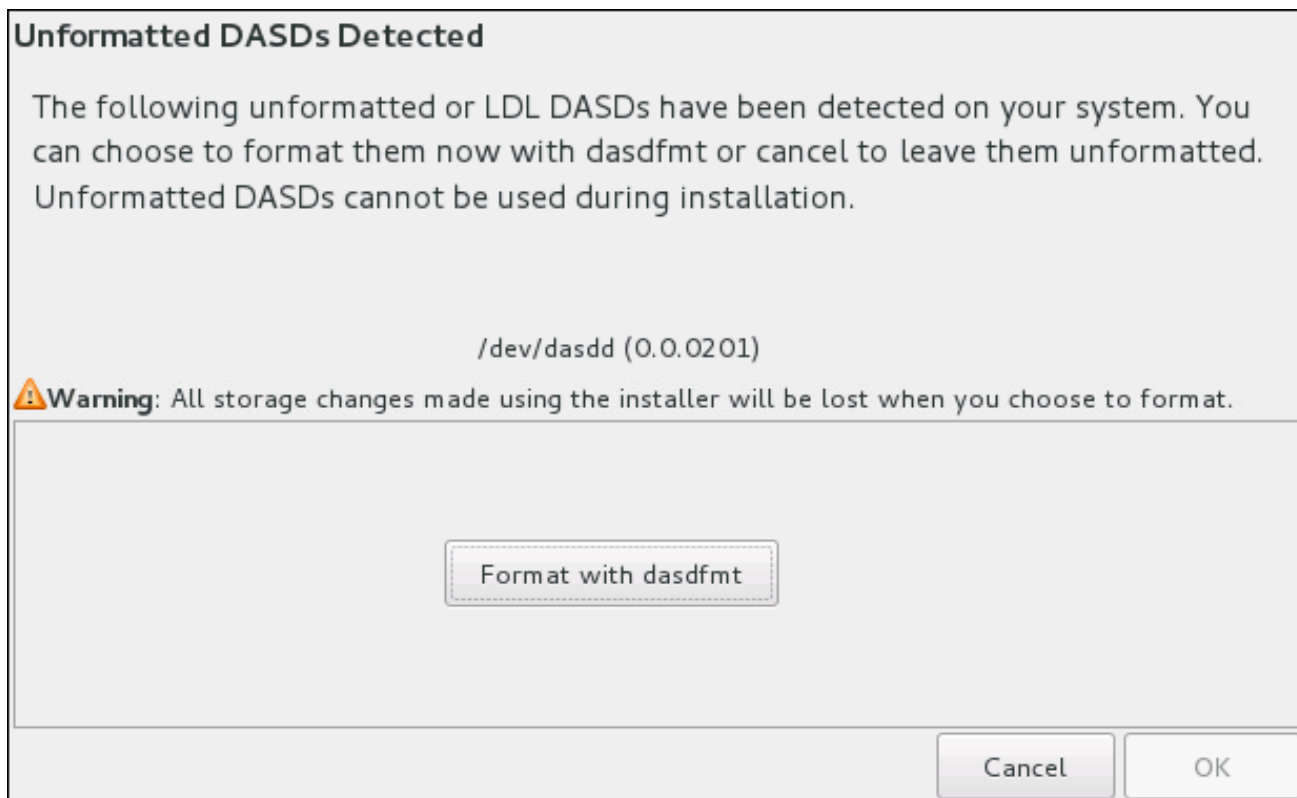 Unformatted DASDs Detected
The following unformatted or LDL DASDs have been detected on your system. You
can choose to format them now with dasdfmt or cancel to leave them unformatted.
Unformatted DASDs cannot be used during installation.
/dev/dasdd (0.0.0201)
Warning: All storage changes made using the installer will be lost when you choose to format.
Format with dasdfmt
Cancel
OK